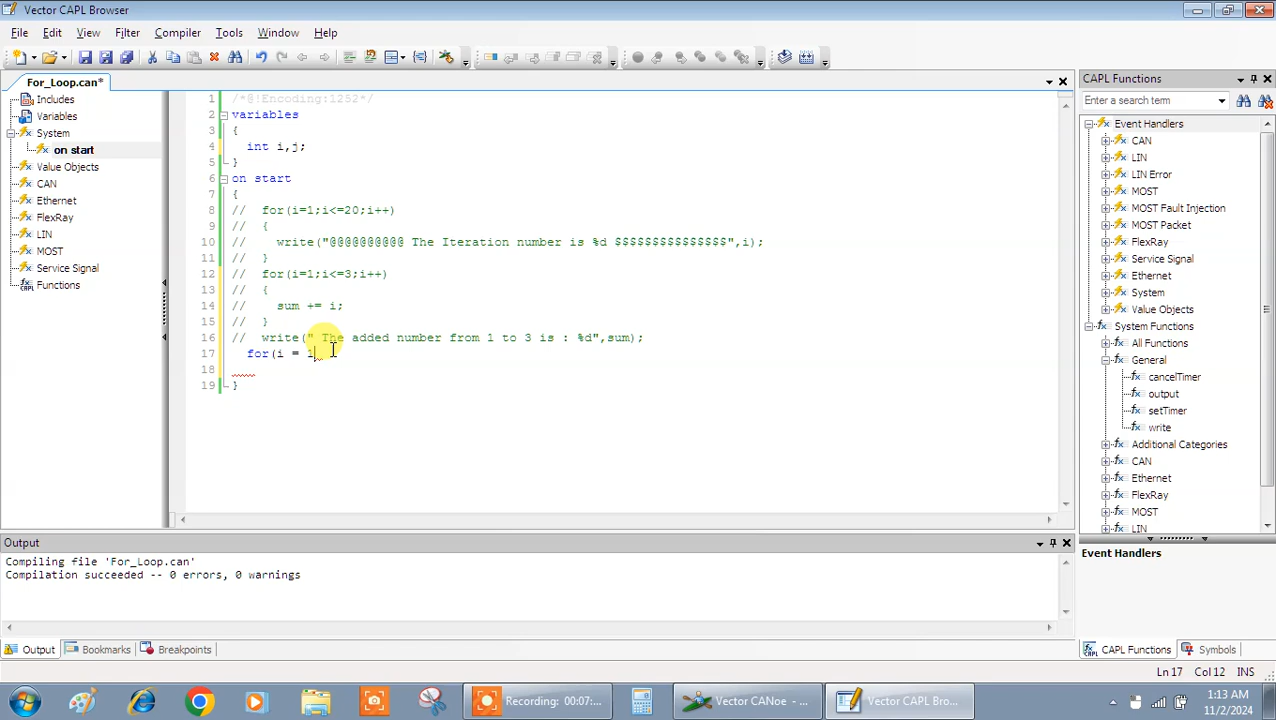 Vector CAPL Browser
File Edit View Filter Compiler Tools Window Help
For_Loop.can*
Includes
Variables
System
on start
Value Objects
CAN
Ethernet
FlexRay
LIN
MOST
Service Signal
Functions
1 /*@!Encoding:1252*/
2 variables
3 {
4 int i,j;
5 }
6 on start
7 {
8 // for(i=1;i<=20;i++)
9 // {
10 // write("@@@@@@@@@@ The Iteration number is %d $$$$$$$$$$$$$$$",i);
11 // }
12 // for(i=1;i<=3;i++)
13 // {
14 // sum += i;
15 // }
16 // write(" The added number from 1 to 3 is : %d",sum);
17 for(i = 1
18
19 }
CAPL Functions
Enter a search term
Event Handlers
CAN
LIN
LIN Error
MOST
MOST Fault Injection
MOST Packet
FlexRay
Service Signal
Ethernet
System
Value Objects
System Functions
All Functions
General
cancelTimer
output
setTimer
write
Additional Categories
CAN
Ethernet
FlexRay
MOST
LIN
Event Handlers
CAPL Functions Symbols
Output
Compiling file 'For_Loop.can'
Compilation succeeded -- 0 errors, 0 warnings
Output Bookmarks Breakpoints
Ln 17 Col 12 INS
Recording: 00:07:...
Vector CANoe - ...
Vector CAPL Bro...
1:13 AM
11/2/2024